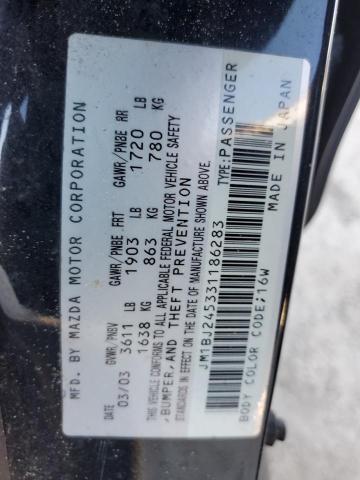 MFD. BY MAZDA MOTOR CORPORATION
DATE GVWR/PNBV GAWR/PNBE FRT GAWR/PNBE RR
03/03 3611 LB 1903 LB 1720 LB
1638 KG 863 KG 780 KG
THIS VEHICLE CONFORMS TO ALL APPLICABLE FEDERAL MOTOR VEHICLE SAFETY
, BUMPER, AND THEFT PREVENTION
STANDARDS IN EFFECT ON THE DATE OF MANUFACTURE SHOWN ABOVE.
JM1BJ245331186283 TYPE:PASSENGER
BODY COLOR CODE;16W MADE IN JAPAN